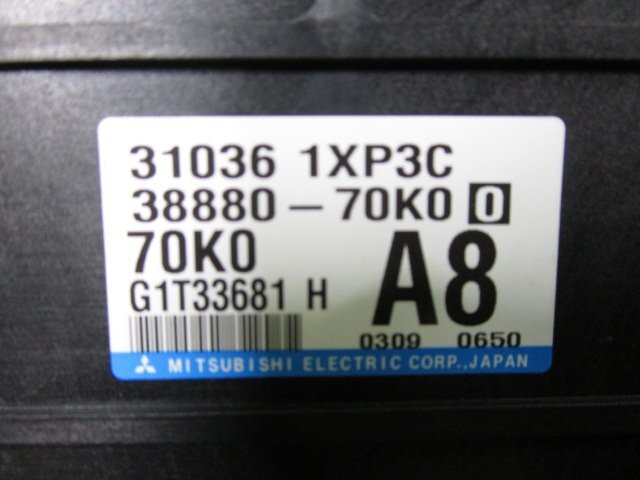 31036 1XP3C
38880-70K0 0
70K0 A8
G1T33681 H
0309 0650
MITSUBISHI ELECTRIC CORP.,JAPAN